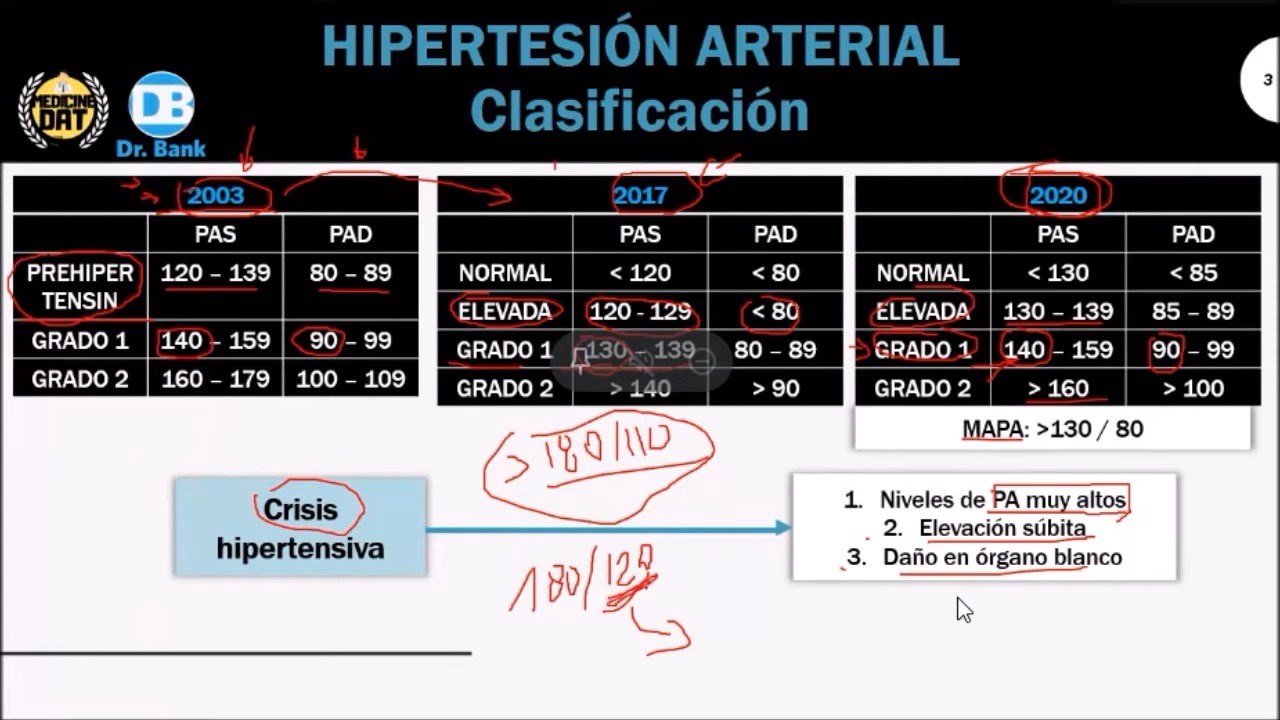 HIPERTESIÓN ARTERIAL
Clasificación
3
MEDICINE
DAT
DB
Dr. Bank
2003
PAS PAD
PREHIPER
TENSIN 120 – 139 80 – 89
GRADO 1 140 – 159 90 – 99
GRADO 2 160 – 179 100 – 109
2017
PAS PAD
NORMAL < 120 < 80
ELEVADA 120 - 129 < 80
GRADO 1 130 – 139 80 – 89
GRADO 2 > 140 > 90
2020
PAS PAD
NORMAL < 130 < 85
ELEVADA 130 – 139 85 – 89
GRADO 1 140 – 159 90 – 99
GRADO 2 > 160 > 100
MAPA: >130 / 80
> 180/110
Crisis
hipertensiva
180/120
1. Niveles de PA muy altos
2. Elevación súbita
3. Daño en órgano blanco